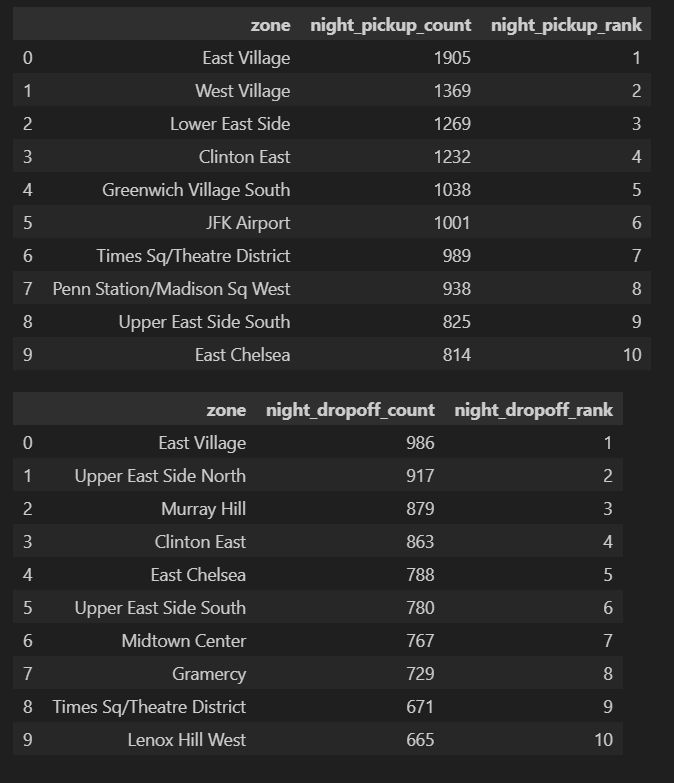 zone night_pickup_count night_pickup_rank
0 East Village 1905 1
1 West Village 1369 2
2 Lower East Side 1269 3
3 Clinton East 1232 4
4 Greenwich Village South 1038 5
5 JFK Airport 1001 6
6 Times Sq/Theatre District 989 7
7 Penn Station/Madison Sq West 938 8
8 Upper East Side South 825 9
9 East Chelsea 814 10
zone night_dropoff_count night_dropoff_rank
0 East Village 986 1
1 Upper East Side North 917 2
2 Murray Hill 879 3
3 Clinton East 863 4
4 East Chelsea 788 5
5 Upper East Side South 780 6
6 Midtown Center 767 7
7 Gramercy 729 8
8 Times Sq/Theatre District 671 9
9 Lenox Hill West 665 10